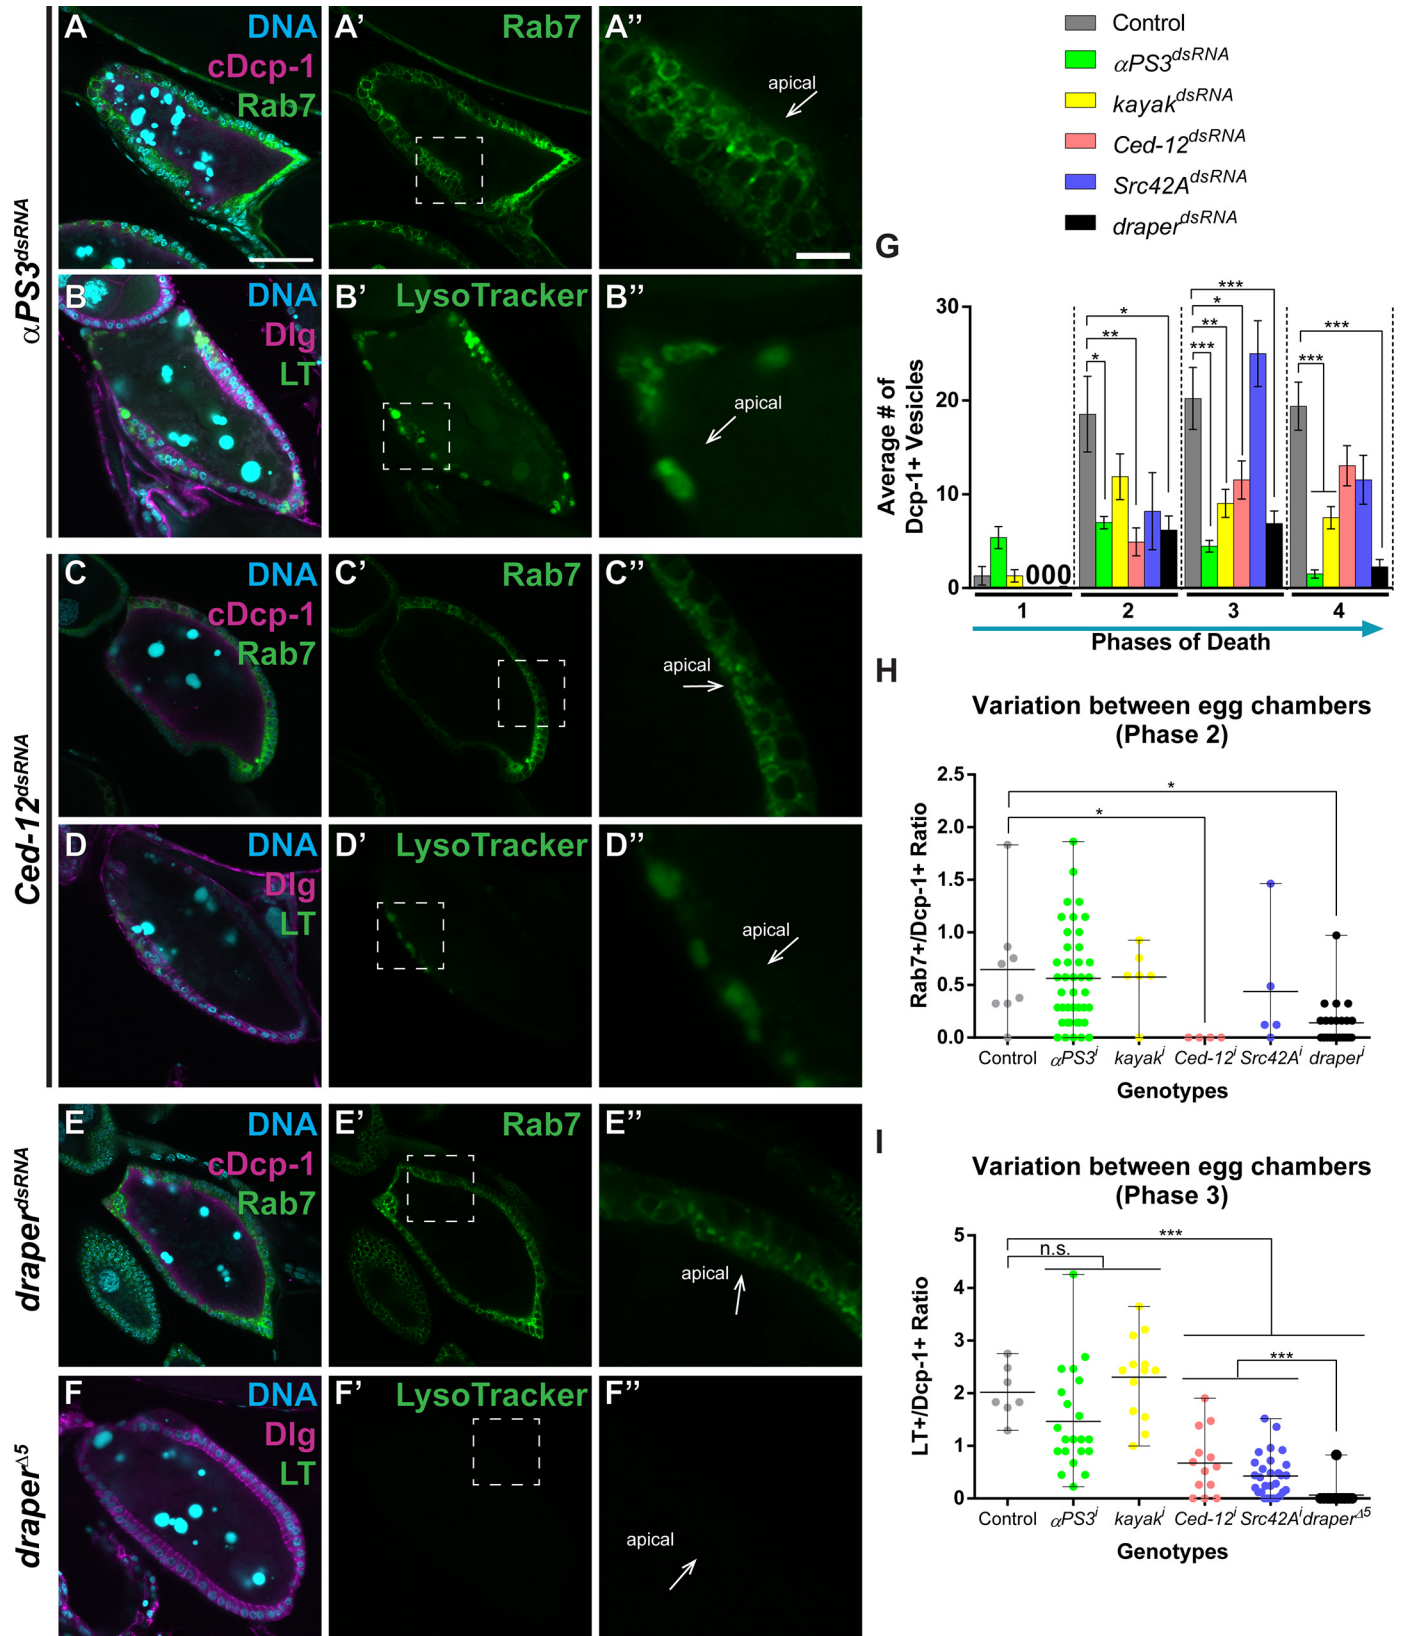 αPS3dsRNA
A
DNA
cDcp-1
Rab7
A’
Rab7
A’’
apical
B
DNA
Dlg
LT
B’
LysoTracker
B’’
apical
Ced-12dsRNA
C
DNA
cDcp-1
Rab7
C’
Rab7
C’’
apical
D
DNA
Dlg
LT
D’
LysoTracker
D’’
apical
draperdsRNA
E
DNA
cDcp-1
Rab7
E’
Rab7
E’’
apical
draperΔ5
F
DNA
Dlg
LT
F’
LysoTracker
F’’
apical
Control
αPS3dsRNA
kayakdsRNA
Ced-12dsRNA
Src42AdsRNA
draperdsRNA
G
Average # of
Dcp-1+ Vesicles
30
20
10
0
000
*
**
*
***
**
*
***
***
***
1 2 3 4
Phases of Death
H
Variation between egg chambers
(Phase 2)
Rab7+/Dcp-1+ Ratio
2.5
2.0
1.5
1.0
0.5
0.0
*
*
Control αPS3i kayaki Ced-12i Src42Ai draperi
Genotypes
I
Variation between egg chambers
(Phase 3)
LT+/Dcp-1+ Ratio
5
4
3
2
1
0
***
n.s.
***
Control αPS3i kayaki Ced-12i Src42Ai draperΔ5
Genotypes